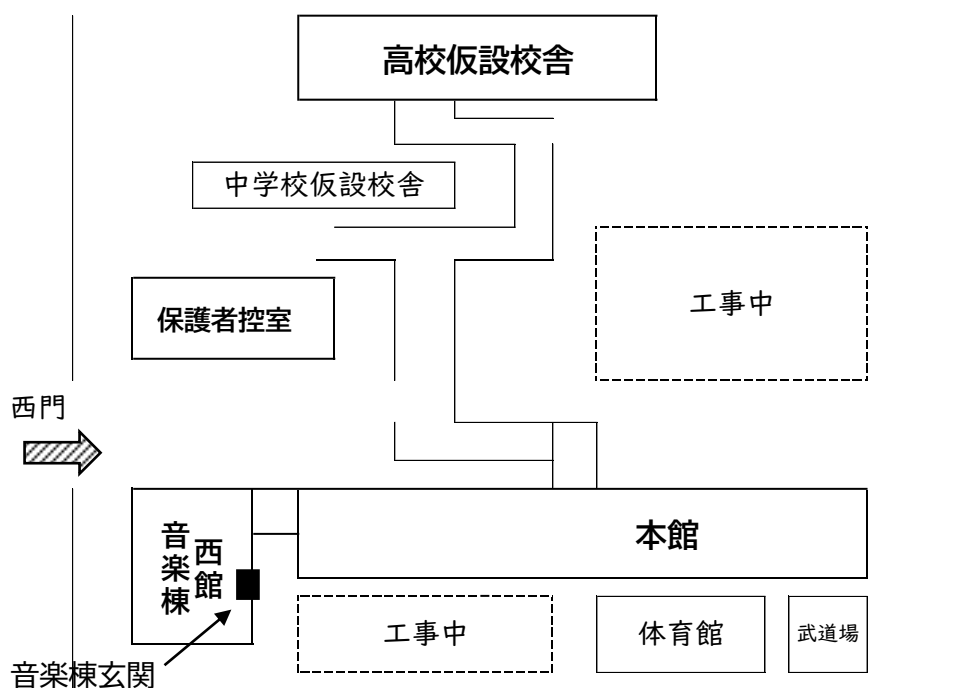 高校仮設校舎
中学校仮設校舎
工事中
保護者控室
西門
音楽棟
西館
本館
工事中
体育館
武道場
音楽棟玄関